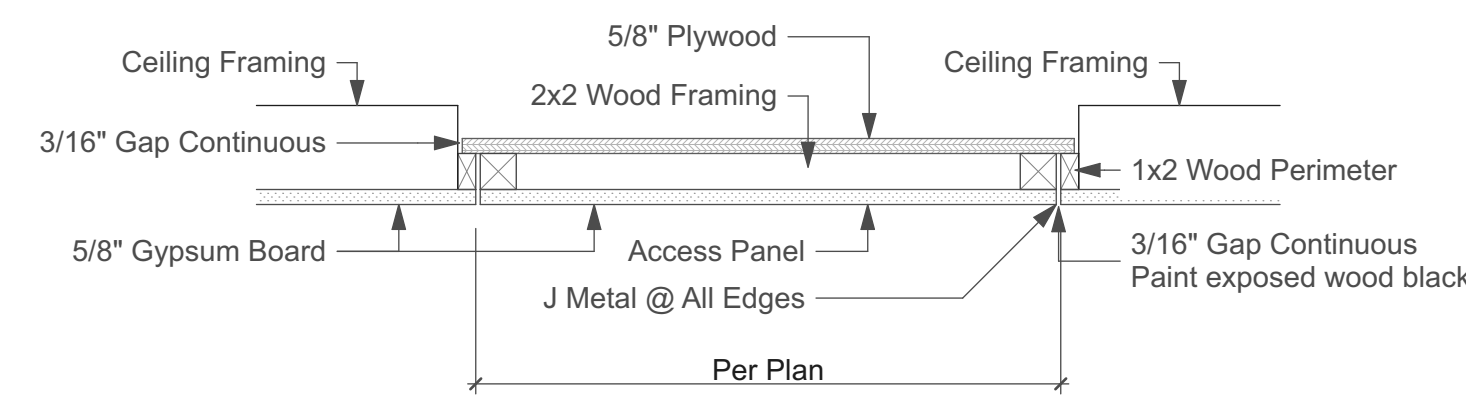 5/8" Plywood
Ceiling Framing
Ceiling Framing
2x2 Wood Framing
3/16" Gap Continuous
1x2 Wood Perimeter
5/8" Gypsum Board
Access Panel
3/16" Gap Continuous
Paint exposed wood black
J Metal @ All Edges
Per Plan